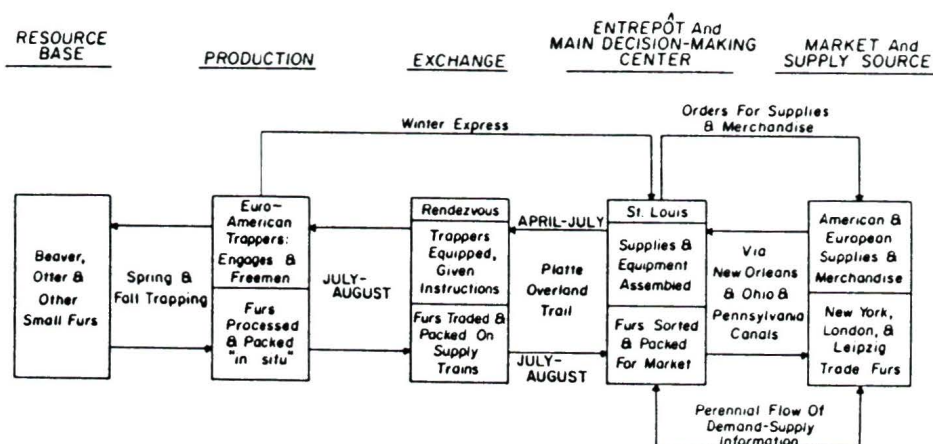 RESOURCE
BASE
PRODUCTION
EXCHANGE
ENTREPÔT And
MAIN DECISION-MAKING
CENTER
MARKET And
SUPPLY SOURCE
Winter Express
Orders For Supplies
& Merchandise
Beaver,
Otter &
Other
Small Furs
Spring &
Fall Trapping
Euro-
American
Trappers:
Engages &
Freemen
Furs
Processed
& Packed
"in situ"
JULY-
AUGUST
Rendezvous
Trappers
Equipped,
Given
Instructions
Furs Traded &
Packed On
Supply
Trains
APRIL-JULY
Platte
Overland
Trail
JULY-
AUGUST
St. Louis
Supplies &
Equipment
Assembled
Furs Sorted
& Packed
For Market
Via
New Orleans
& Ohio &
Pennsylvania
Canals
American &
European
Supplies &
Merchandise
New York,
London, &
Leipzig
Trade Furs
Perennial Flow Of
Demand-Supply
Information